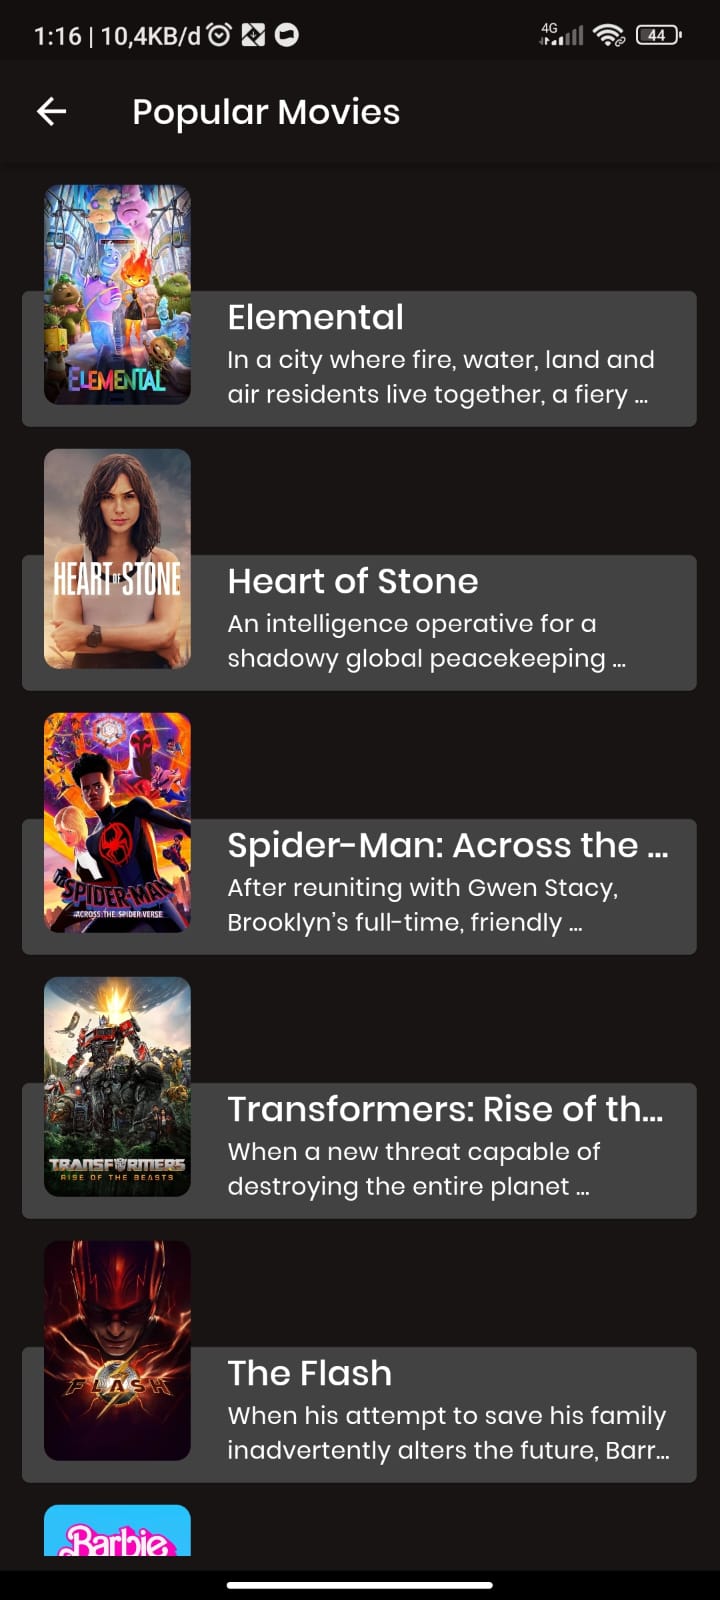 1:16 | 10,4KB/d
4G
44
Popular Movies
ELEMENTAL
Elemental
In a city where fire, water, land and
air residents live together, a fiery ...
HEART OF STONE
Heart of Stone
An intelligence operative for a
shadowy global peacekeeping ...
SPIDER-MAN
ACROSS THE SPIDER-VERSE
Spider-Man: Across the ...
After reuniting with Gwen Stacy,
Brooklyn's full-time, friendly ...
TRANSFORMERS
RISE OF THE BEASTS
Transformers: Rise of th...
When a new threat capable of
destroying the entire planet ...
FLASH
The Flash
When his attempt to save his family
inadvertently alters the future, Barr...
Barbie